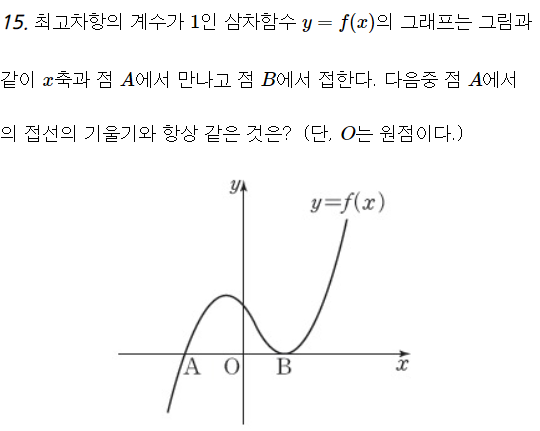 15. 최고차항의 계수가 1인 삼차함수 y = f(x)의 그래프는 그림과
같이 x축과 점 A에서 만나고 점 B에서 접한다. 다음중 점 A에서
의 접선의 기울기와 항상 같은 것은? (단, O는 원점이다.)
y
y=f(x)
A O B x